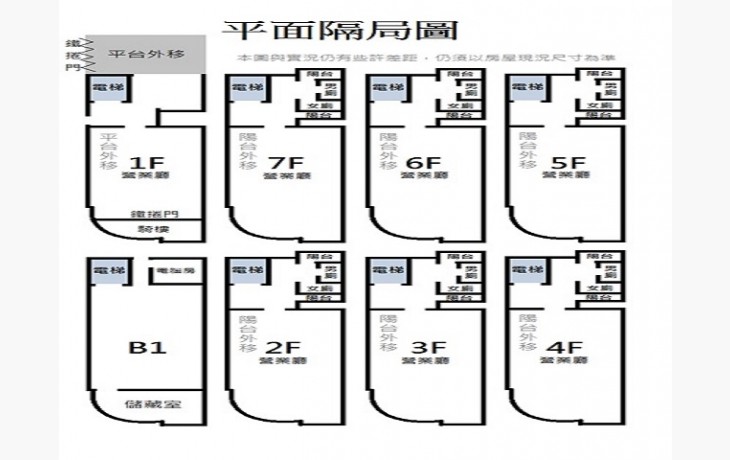 平面隔局圖
本圖與實況仍有些許差距，仍須以房屋現況尺寸為準
鐵捲門
平台外移
電梯
平台外移
1F
營業廳
鐵捲門
騎樓
陽台
電梯
男廁
女廁
陽台
陽台外移
7F
營業廳
陽台
電梯
男廁
女廁
陽台
陽台外移
6F
營業廳
陽台
電梯
男廁
女廁
陽台
陽台外移
5F
營業廳
電梯
B1
儲藏室
陽台
電梯
男廁
女廁
陽台
陽台外移
2F
營業廳
陽台
電梯
男廁
女廁
陽台
陽台外移
3F
營業廳
陽台
電梯
男廁
女廁
陽台
陽台外移
4F
營業廳